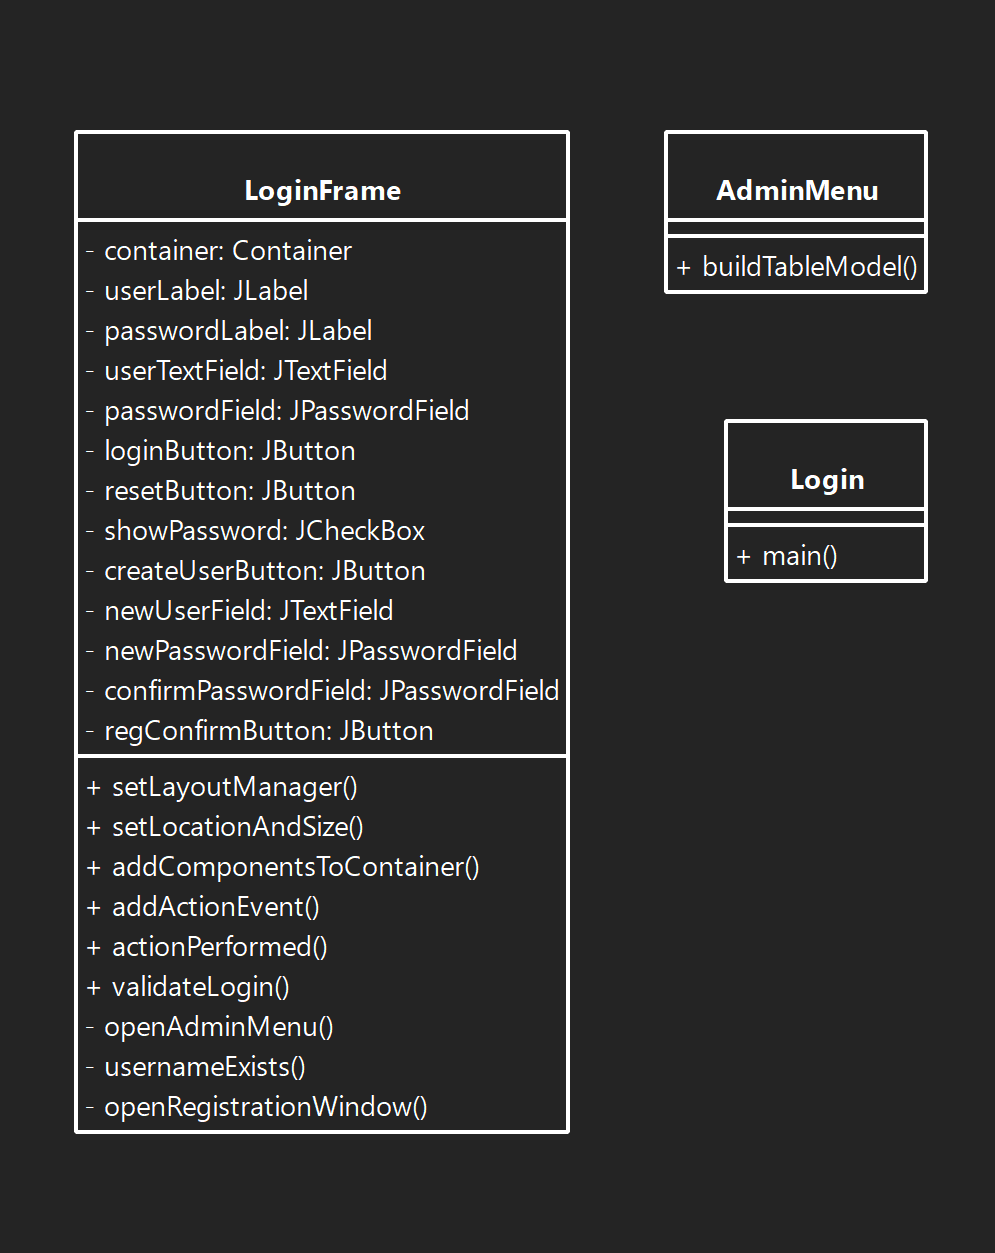 LoginFrame
- container: Container
- userLabel: JLabel
- passwordLabel: JLabel
- userTextField: JTextField
- passwordField: JPasswordField
- loginButton: JButton
- resetButton: JButton
- showPassword: JCheckBox
- createUserButton: JButton
- newUserField: JTextField
- newPasswordField: JPasswordField
- confirmPasswordField: JPasswordField
- regConfirmButton: JButton
+ setLayoutManager()
+ setLocationAndSize()
+ addComponentsToContainer()
+ addActionEvent()
+ actionPerformed()
+ validateLogin()
- openAdminMenu()
- usernameExists()
- openRegistrationWindow()
AdminMenu
+ buildTableModel()
Login
+ main()